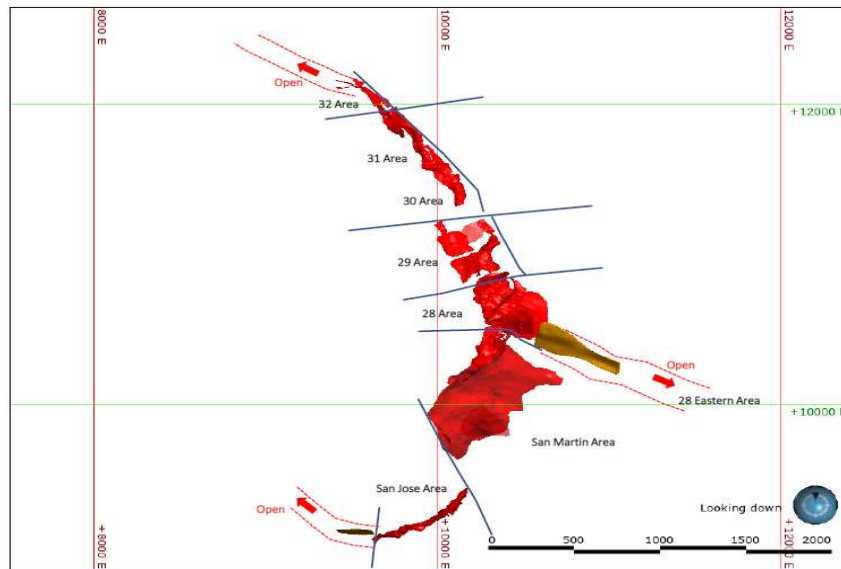 8000 E
10000 E
12000 E
Open
32 Area
+12000 
31 Area
30 Area
29 Area
28 Area
Open
28 Eastern Area
+10000 
San Martin Area
San Jose Area
Open
Looking down
0 500 1000 1500 2000
+8000 E
+10000 E
+12000 E